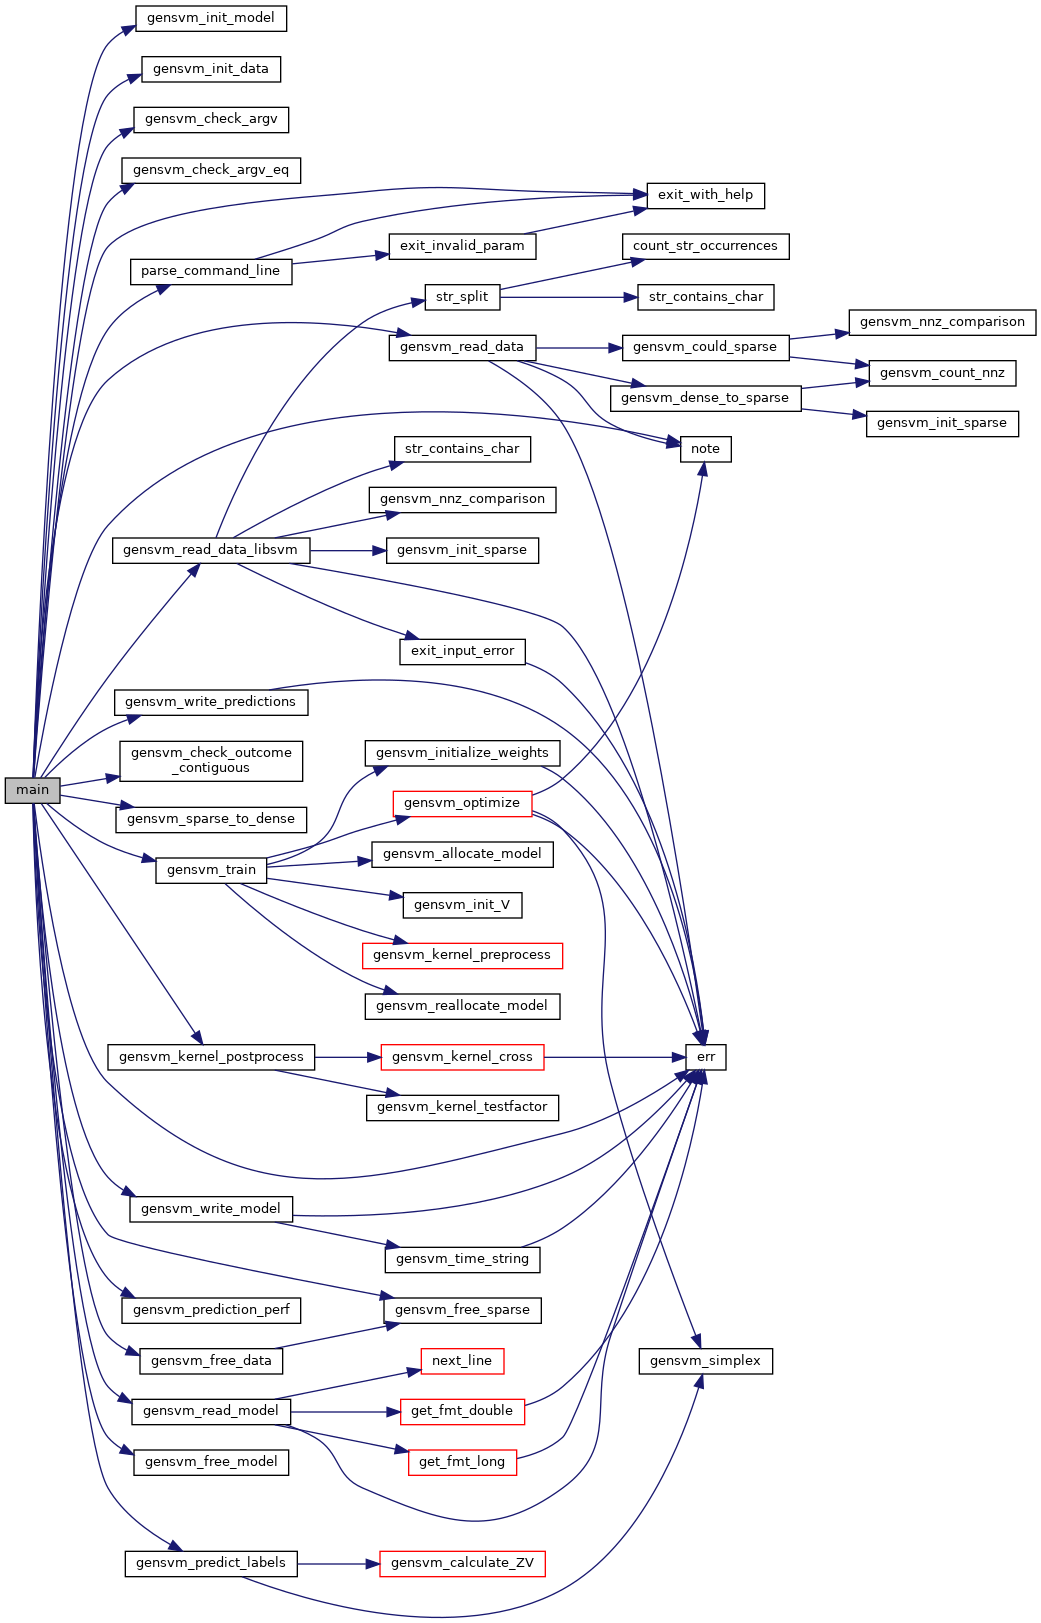 gensvm_init_model
gensvm_init_data
gensvm_check_argv
gensvm_check_argv_eq
exit_with_help
exit_invalid_param
count_str_occurrences
parse_command_line
str_split
str_contains_char
gensvm_nnz_comparison
gensvm_read_data
gensvm_could_sparse
gensvm_count_nnz
gensvm_dense_to_sparse
gensvm_init_sparse
str_contains_char
note
gensvm_nnz_comparison
gensvm_read_data_libsvm
gensvm_init_sparse
exit_input_error
gensvm_write_predictions
gensvm_check_outcome
_contiguous
gensvm_initialize_weights
main
gensvm_optimize
gensvm_sparse_to_dense
gensvm_allocate_model
gensvm_train
gensvm_init_V
gensvm_kernel_preprocess
gensvm_reallocate_model
gensvm_kernel_postprocess
gensvm_kernel_cross
err
gensvm_kernel_testfactor
gensvm_write_model
gensvm_time_string
gensvm_prediction_perf
gensvm_free_sparse
gensvm_free_data
next_line
gensvm_simplex
gensvm_read_model
get_fmt_double
gensvm_free_model
get_fmt_long
gensvm_predict_labels
gensvm_calculate_ZV